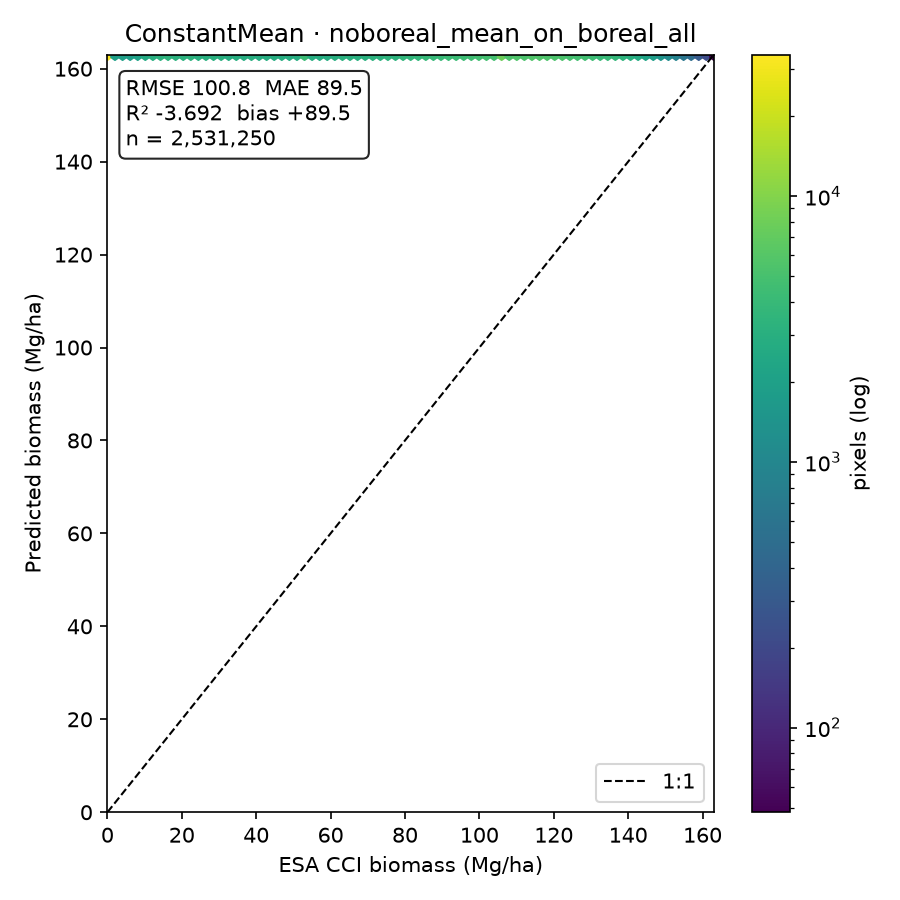 ConstantMean · noboreal_mean_on_boreal_all
RMSE 100.8  MAE 89.5
R² -3.692  bias +89.5
n = 2,531,250
160
140
120
100
80
60
40
20
0
Predicted biomass (Mg/ha)
0 20 40 60 80 100 120 140 160
ESA CCI biomass (Mg/ha)
1:1
10⁴
10³
10²
pixels (log)